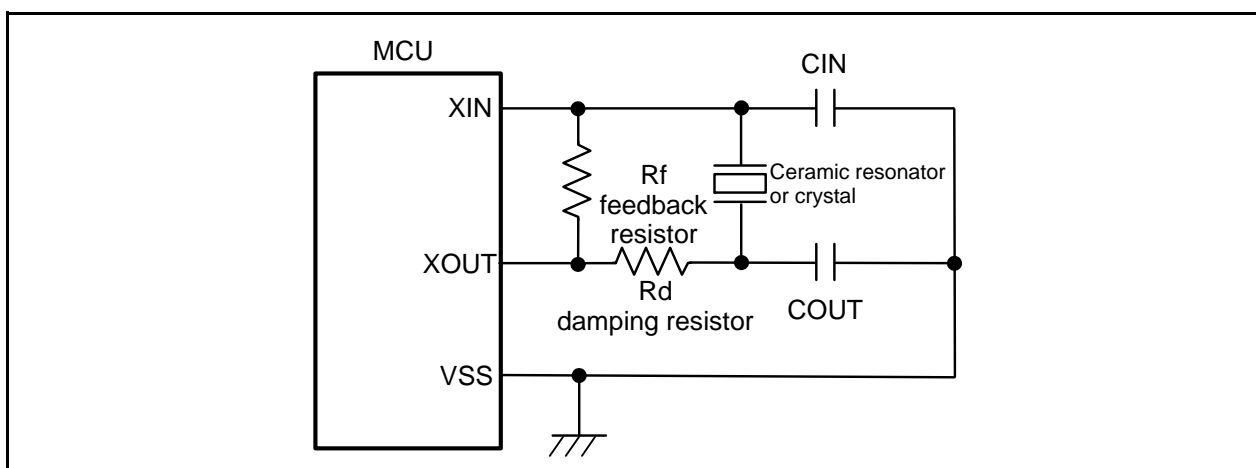 MCU
CIN
XIN
Ceramic resonator
or crystal
Rf
feedback
resistor
XOUT
Rd
damping resistor
COUT
VSS